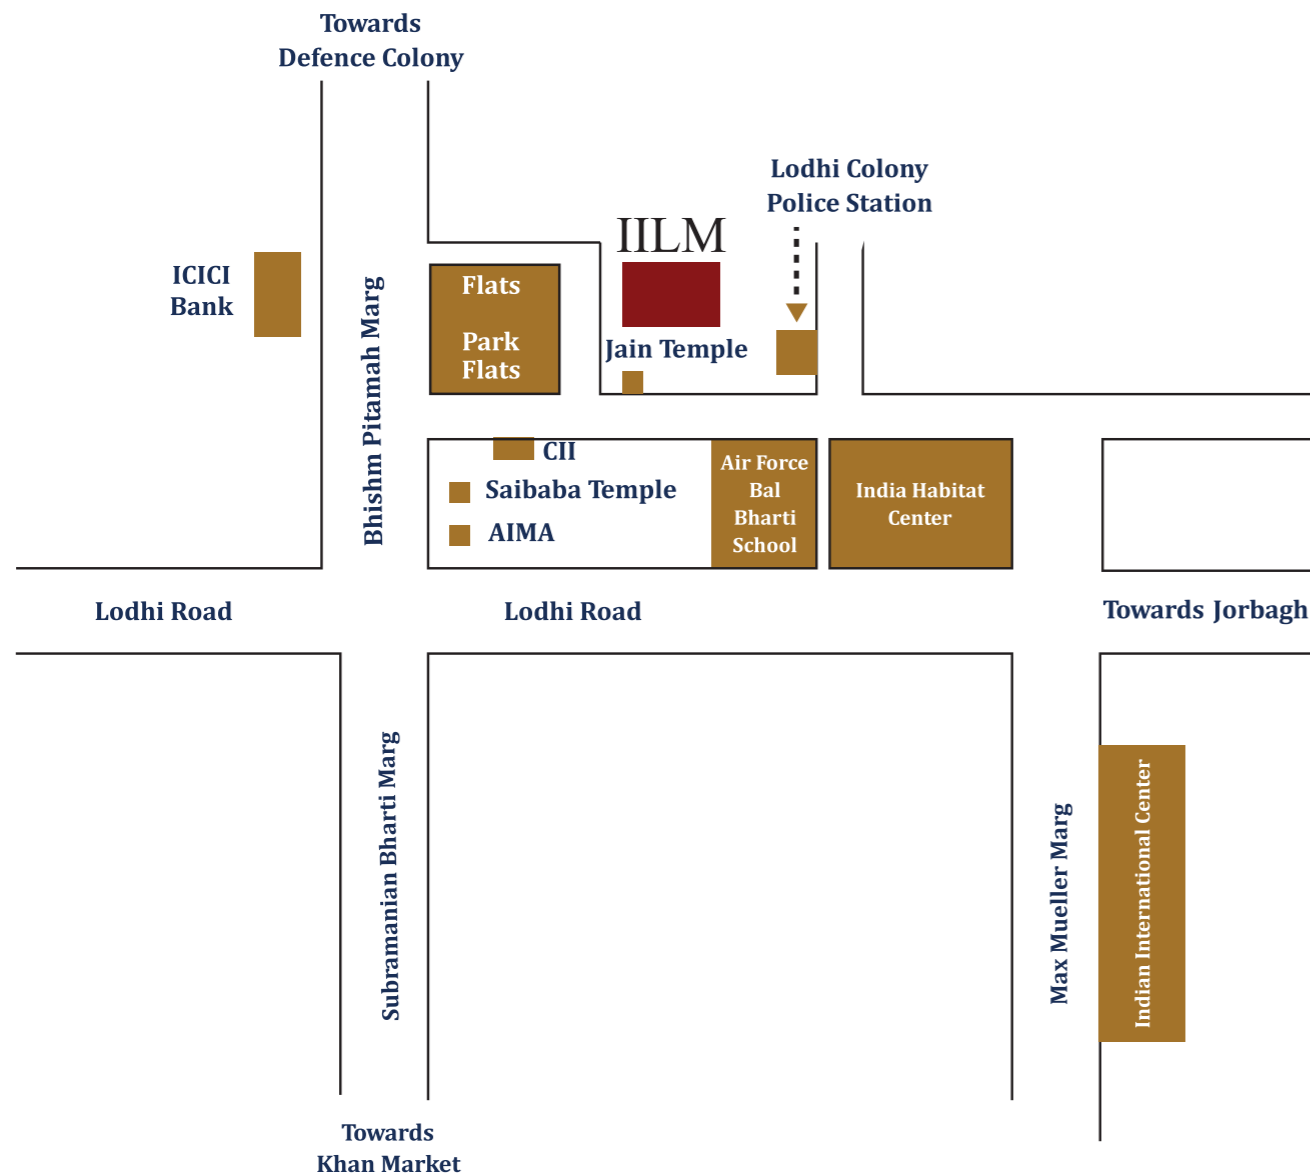 Towards
Defence Colony
Lodhi Colony
Police Station
IILM
ICICI
Bank
Flats
Park
Flats
Bhishm Pitamah Marg
Jain Temple
CII
Saibaba Temple
AIMA
Air Force
Bal
Bharti
School
India Habitat
Center
Lodhi Road
Lodhi Road
Towards Jorbagh
Subramanian Bharti Marg
Max Mueller Marg
Indian International Center
Towards
Khan Market